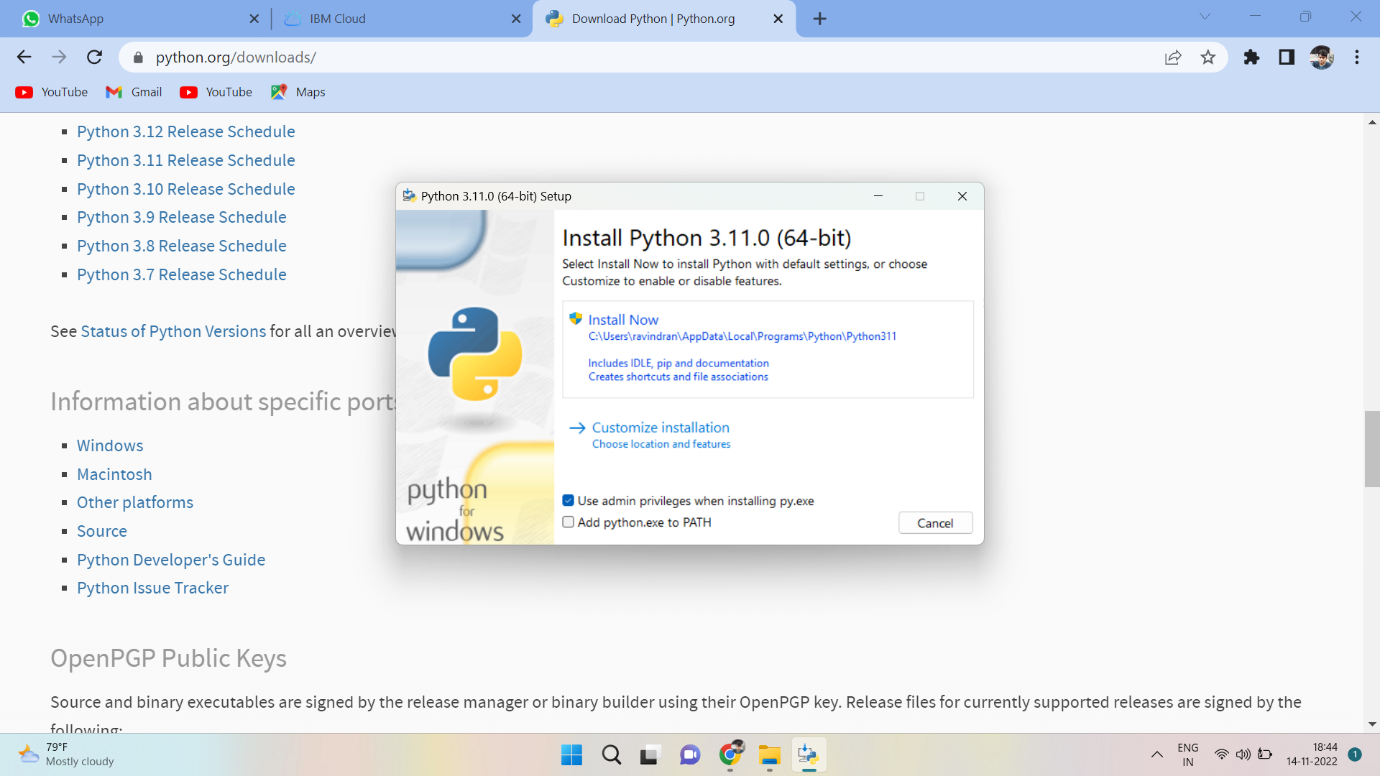 WhatsApp
IBM Cloud
Download Python | Python.org
python.org/downloads/
YouTube
Gmail
YouTube
Maps
Python 3.12 Release Schedule
Python 3.11 Release Schedule
Python 3.10 Release Schedule
Python 3.9 Release Schedule
Python 3.8 Release Schedule
Python 3.7 Release Schedule
See Status of Python Versions for all an overview
Information about specific ports
Windows
Macintosh
Other platforms
Source
Python Developer's Guide
Python Issue Tracker
Python 3.11.0 (64-bit) Setup
Install Python 3.11.0 (64-bit)
Select Install Now to install Python with default settings, or choose
Customize to enable or disable features.
Install Now
C:\Users\ravindran\AppData\Local\Programs\Python\Python311
Includes IDLE, pip and documentation
Creates shortcuts and file associations
Customize installation
Choose location and features
Use admin privileges when installing py.exe
Add python.exe to PATH
Cancel
python
for
windows
OpenPGP Public Keys
Source and binary executables are signed by the release manager or binary builder using their OpenPGP key. Release files for currently supported releases are signed by the
following:
79°F
Mostly cloudy
ENG
IN
18:44
14-11-2022
1